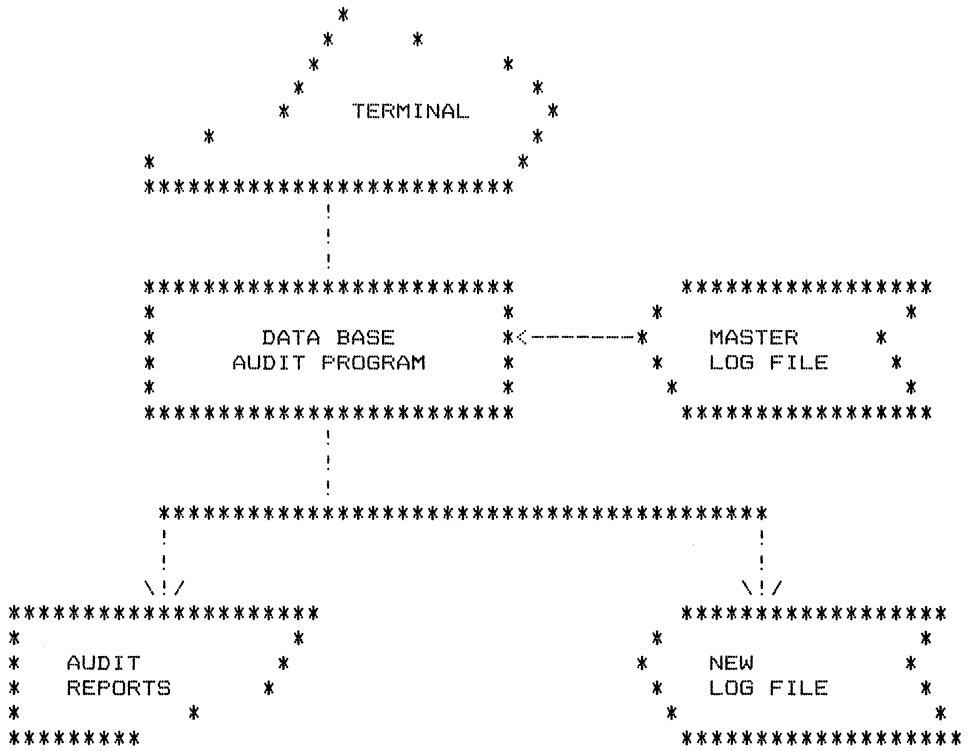 TERMINAL
DATA BASE
AUDIT PROGRAM
MASTER
LOG FILE
AUDIT
REPORTS
NEW
LOG FILE